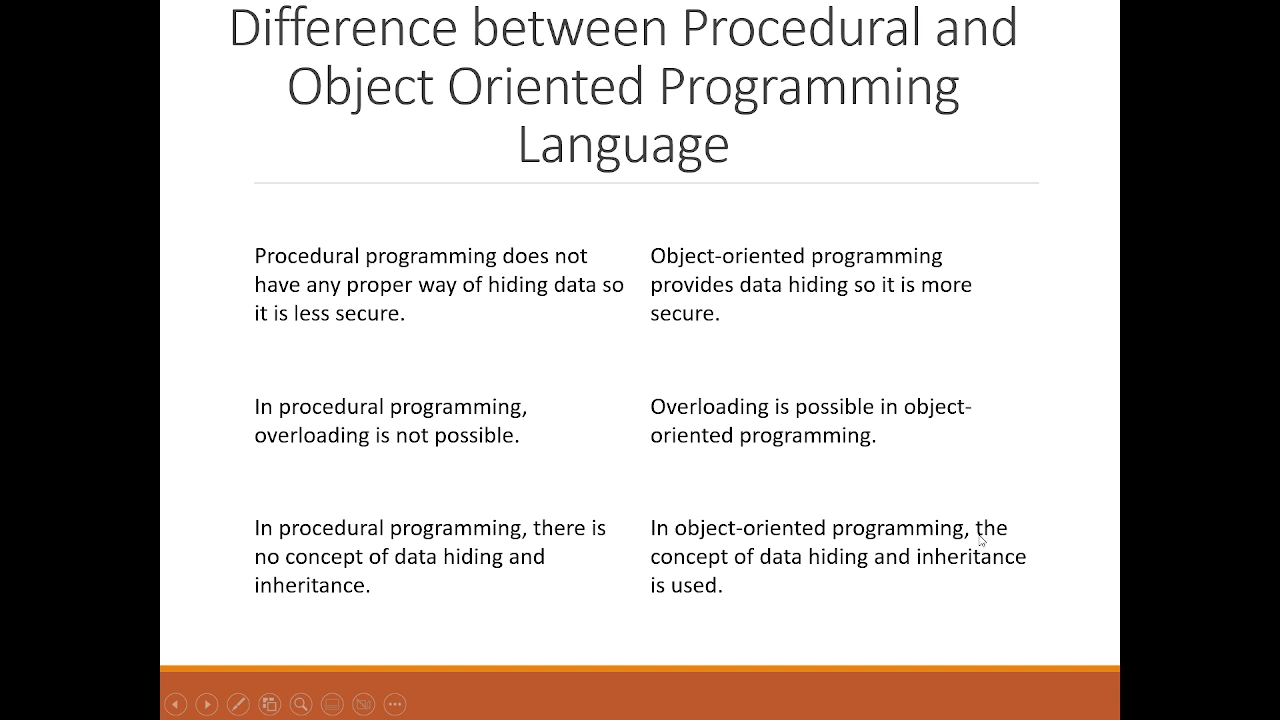 Difference between Procedural and
Object Oriented Programming
Language
Procedural programming does not
have any proper way of hiding data so
it is less secure.
Object-oriented programming
provides data hiding so it is more
secure.
In procedural programming,
overloading is not possible.
Overloading is possible in object-
oriented programming.
In procedural programming, there is
no concept of data hiding and
inheritance.
In object-oriented programming, the
concept of data hiding and inheritance
is used.